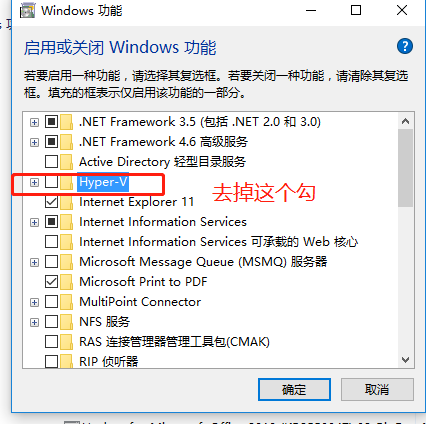 Windows 功能
启用或关闭 Windows 功能
若要启用一种功能，请选择其复选框。若要关闭一种功能，请清除其复选
框。填充的框表示仅启用该功能的一部分。
.NET Framework 3.5 (包括 .NET 2.0 和 3.0)
.NET Framework 4.6 高级服务
Active Directory 轻型目录服务
Hyper-V
去掉这个勾
Internet Explorer 11
Internet Information Services
Internet Information Services 可承载的 Web 核心
Microsoft Message Queue (MSMQ) 服务器
Microsoft Print to PDF
MultiPoint Connector
NFS 服务
RAS 连接管理器管理工具包(CMAK)
RIP 侦听器
确定
取消